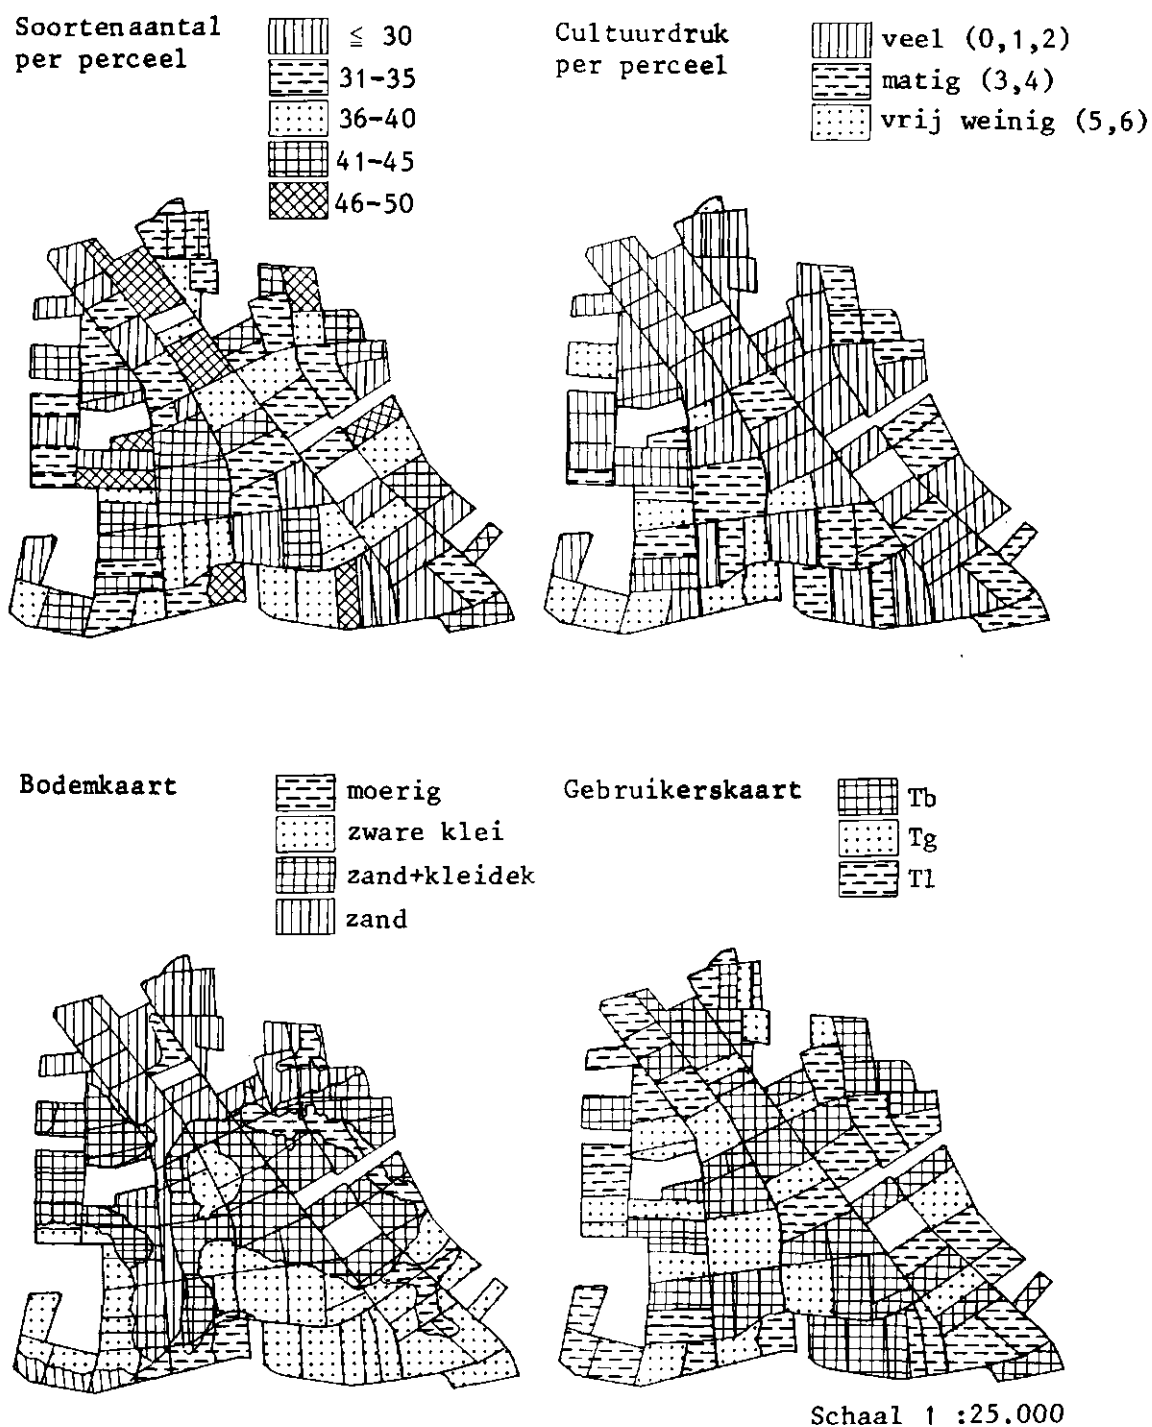 Soortenaantal
per perceel
≦ 30
31-35
36-40
41-45
46-50
Cultuurdruk
per perceel
veel (0,1,2)
matig (3,4)
vrij weinig (5,6)
Bodemkaart
moerig
zware klei
zand+kleidek
zand
Gebruikerskaart
Tb
Tg
Tl
Schaal 1 :25.000